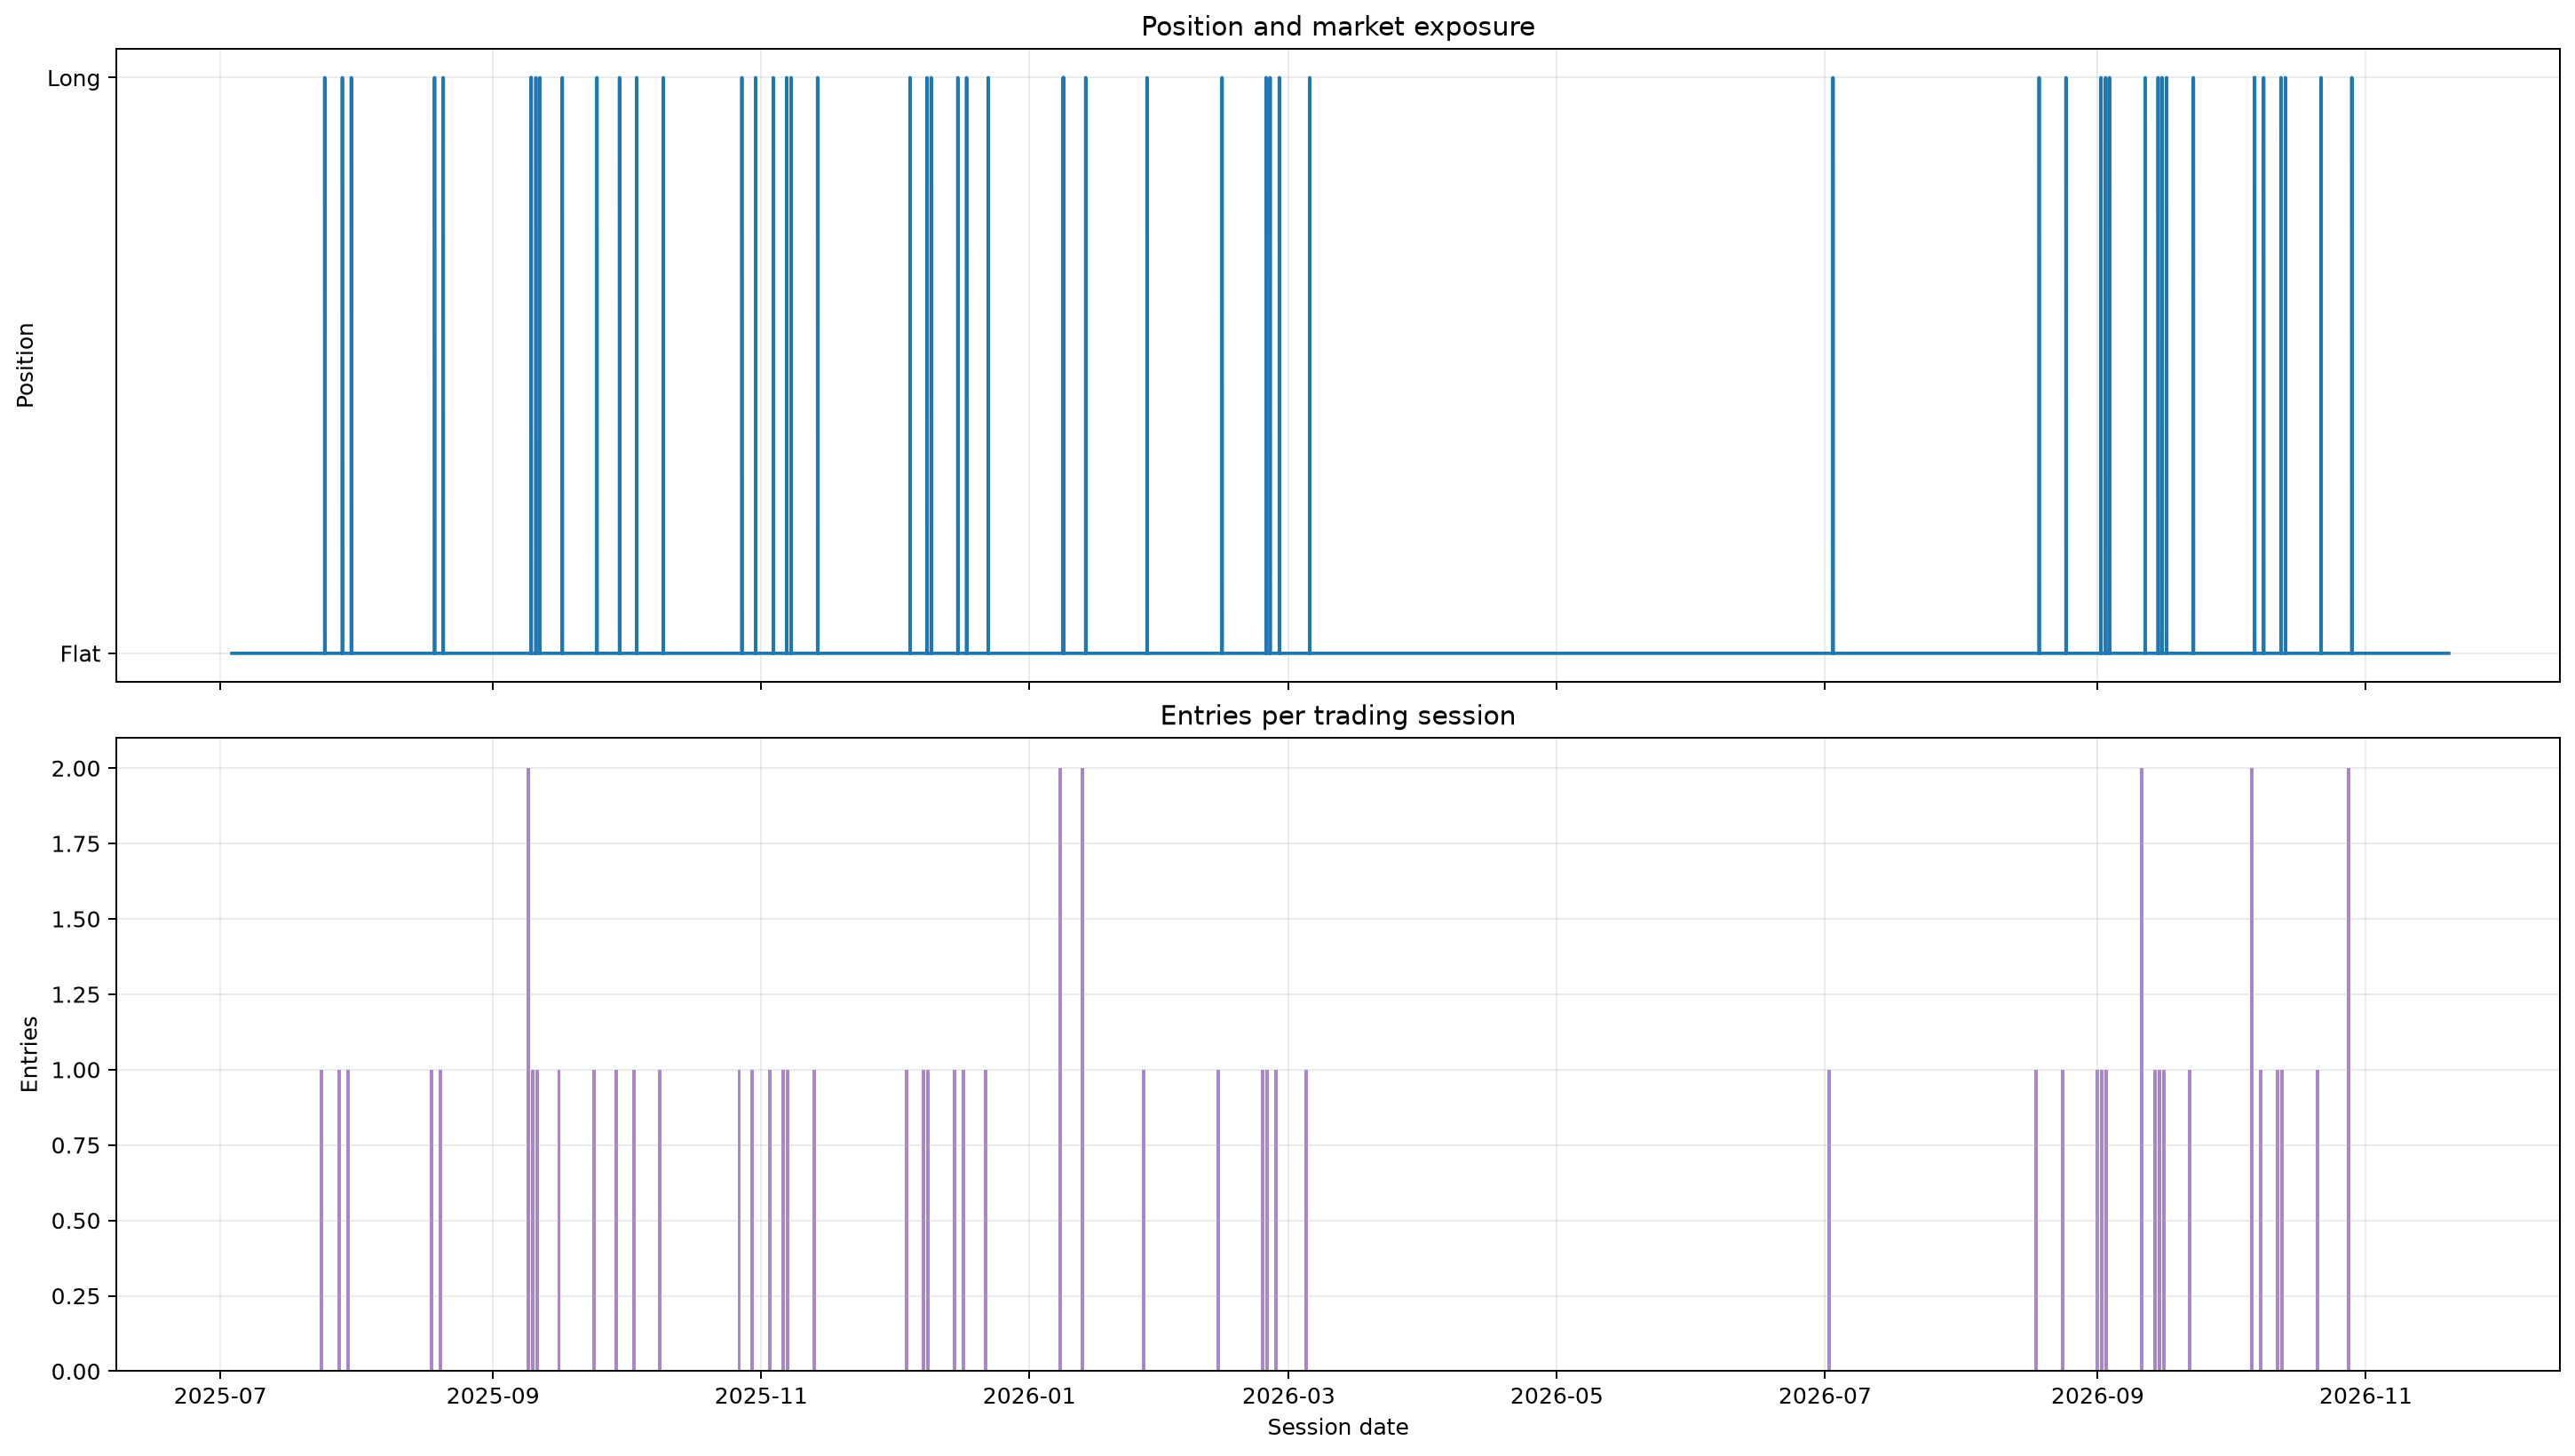 Position and market exposure
Long
Flat
Position
Entries per trading session
2.00
1.75
1.50
1.25
1.00
0.75
0.50
0.25
0.00
Entries
2025-07 2025-09 2025-11 2026-01 2026-03 2026-05 2026-07 2026-09 2026-11
Session date